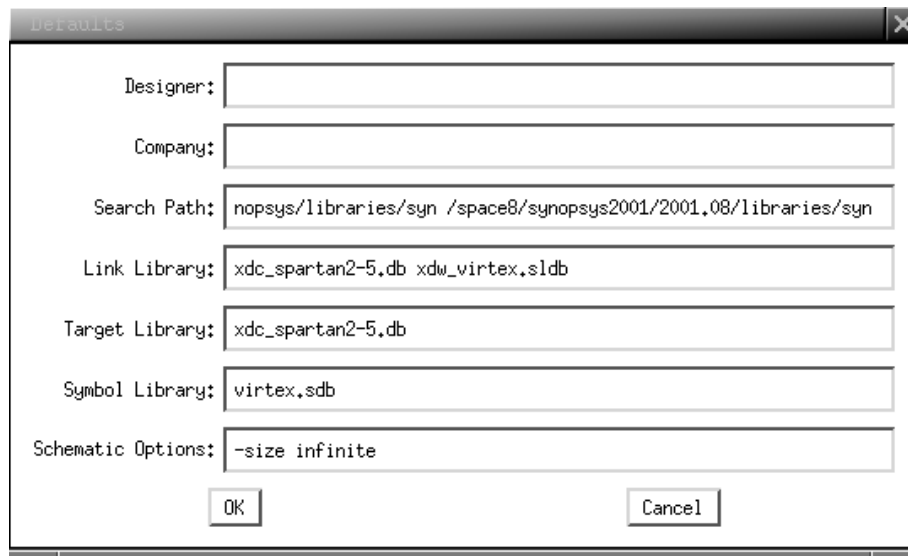 Defaults
Designer:
Company:
Search Path: nopsys/libraries/syn /space8/synopsys2001/2001.08/libraries/syn
Link Library: xdc_spartan2-5.db xdw_virtex.sldb
Target Library: xdc_spartan2-5.db
Symbol Library: virtex.sdb
Schematic Options: -size infinite
OK Cancel